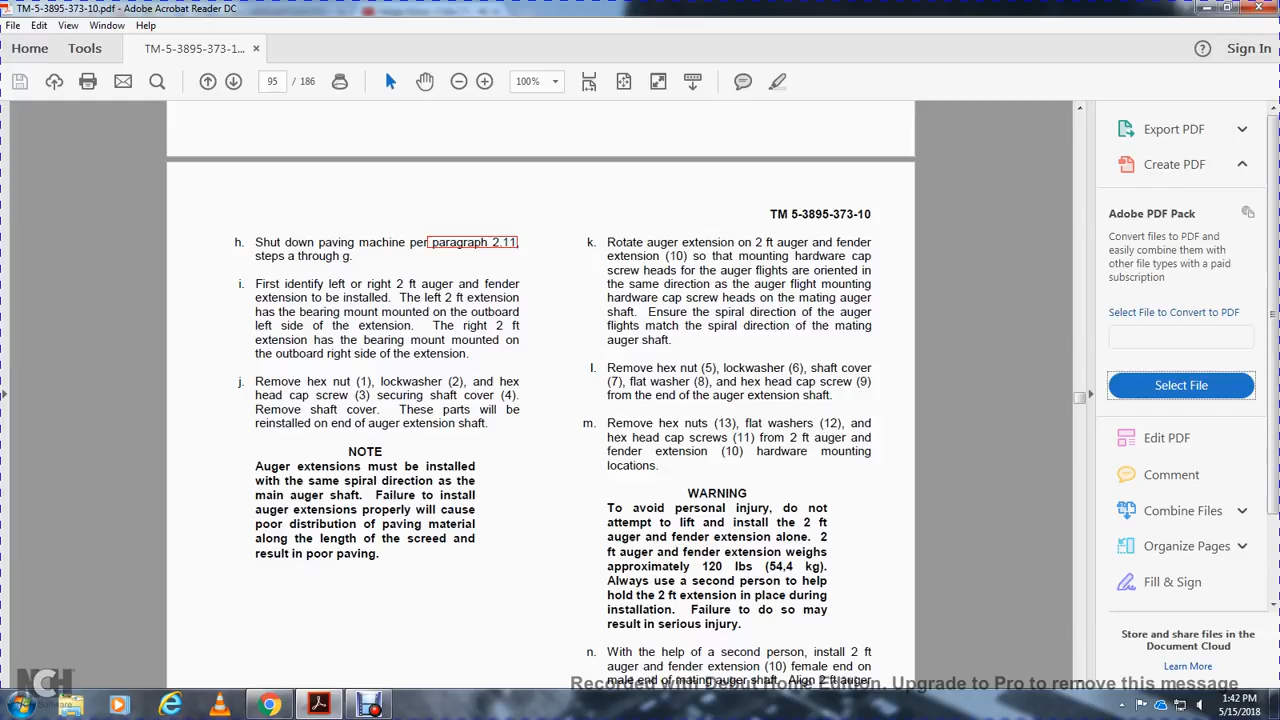 TM-5-3895-373-10.pdf - Adobe Acrobat Reader DC
File Edit View Window Help
Home Tools TM-5-3895-373-1... × Sign In
95 / 186 100%
TM 5-3895-373-10
h. Shut down paving machine per paragraph 2.11,
steps a through g.
i. First identify left or right 2 ft auger and fender
extension to be installed. The left 2 ft extension
has the bearing mount mounted on the outboard
left side of the extension. The right 2 ft
extension has the bearing mount mounted on
the outboard right side of the extension.
j. Remove hex nut (1), lockwasher (2), and hex
head cap screw (3) securing shaft cover (4).
Remove shaft cover. These parts will be
reinstalled on end of auger extension shaft.
NOTE
Auger extensions must be installed
with the same spiral direction as the
main auger shaft. Failure to install
auger extensions properly will cause
poor distribution of paving material
along the length of the screed and
result in poor paving.
k. Rotate auger extension on 2 ft auger and fender
extension (10) so that mounting hardware cap
screw heads for the auger flights are oriented in
the same direction as the auger flight mounting
hardware cap screw heads on the mating auger
shaft. Ensure the spiral direction of the auger
flights match the spiral direction of the mating
auger shaft.
l. Remove hex nut (5), lockwasher (6), shaft cover
(7), flat washer (8), and hex head cap screw (9)
from the end of the auger extension shaft.
m. Remove hex nuts (13), flat washers (12), and
hex head cap screws (11) from 2 ft auger and
fender extension (10) hardware mounting
locations.
WARNING
To avoid personal injury, do not
attempt to lift and install the 2 ft
auger and fender extension alone. 2
ft auger and fender extension weighs
approximately 120 lbs (54,4 kg).
Always use a second person to help
hold the 2 ft extension in place during
installation. Failure to do so may
result in serious injury.
n. With the help of a second person, install 2 ft
auger and fender extension (10) female end on
male end of mating auger shaft. Align 2 ft auger
Export PDF
Create PDF
Adobe PDF Pack
Convert files to PDF and
easily combine them with
other file types with a paid
subscription
Select File to Convert to PDF
Select File
Edit PDF
Comment
Combine Files
Organize Pages
Fill & Sign
Store and share files in the
Document Cloud
Learn More
Recorded with Debut Home Edition. Upgrade to Pro to remove this message
NCH
Software
1:42 PM
5/15/2018